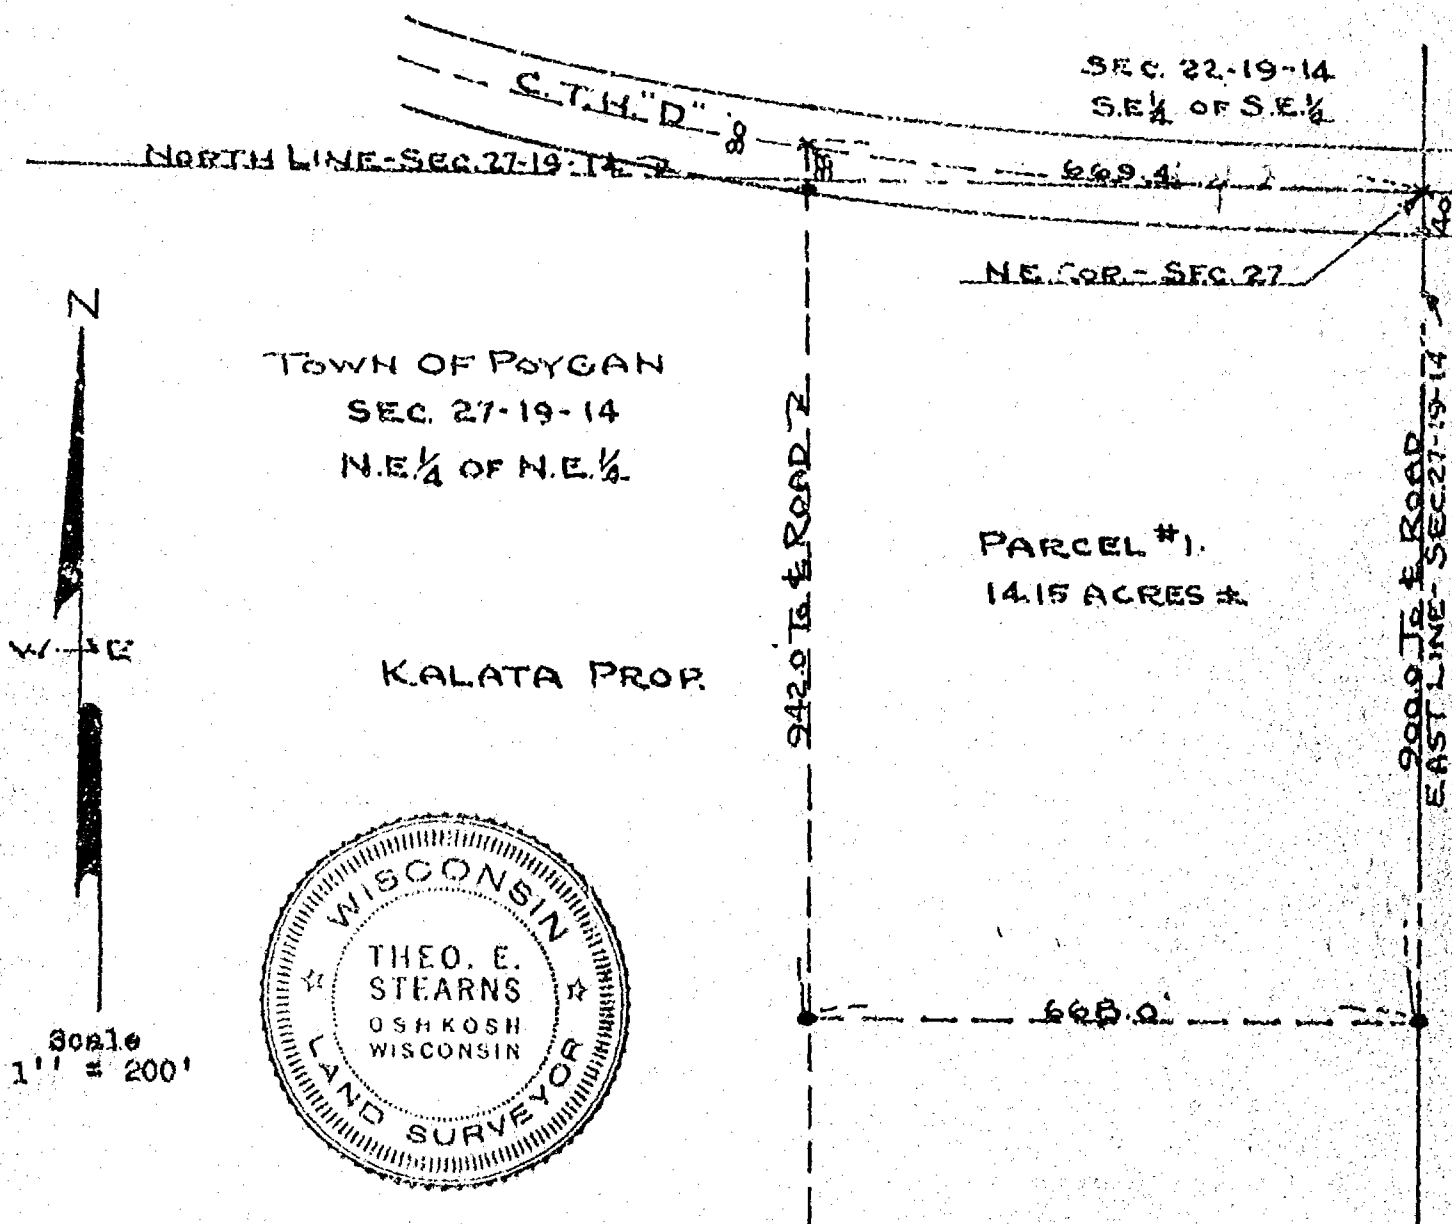 SEC. 22-19-14
S.E.¼ OF S.E.¼
C.T.H. "D"
NORTH LINE-SEC. 27-19-14
669.4'
40'
N.E. COR. - SEC. 27
N
TOWN OF POYGAN
SEC. 27-19-14
N.E.¼ OF N.E.¼
942.0 To ℄ ROAD
900.0 To ℄ ROAD
EAST LINE-SEC. 27-19-14
PARCEL #1.
14.15 ACRES ±
W E
KALATA PROP.
WISCONSIN
THEO. E.
STEARNS
OSHKOSH
WISCONSIN
LAND SURVEYOR
668.0'
Scale
1'' = 200'